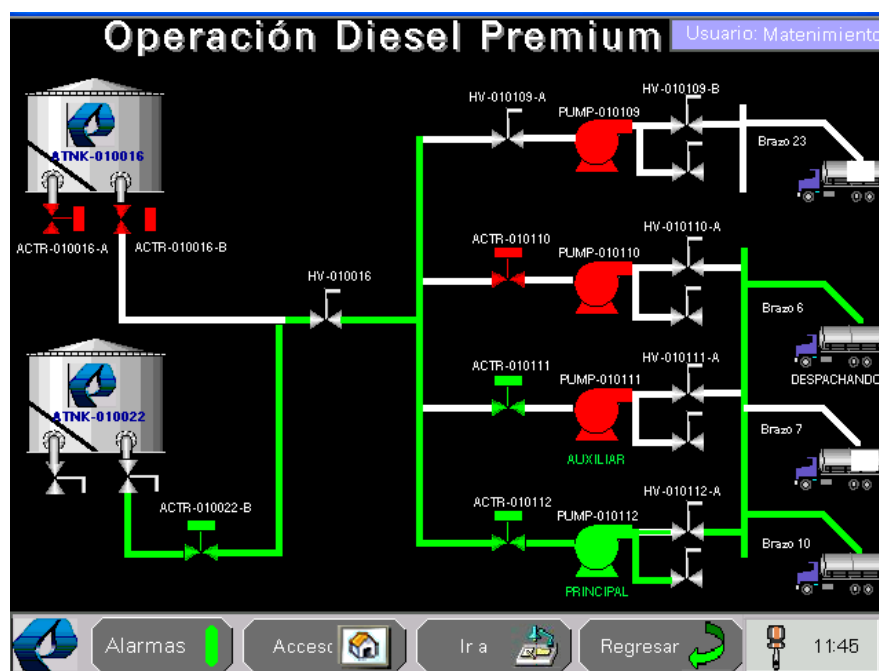 Operación Diesel Premium
Usuario: Matenimiento
HV-010109-A
PUMP-010109
HV-010109-B
Brazo 23
ATNK-010016
ACTR-010016-A
ACTR-010016-B
HV-010016
ACTR-010110
PUMP-010110
HV-010110-A
Brazo 6
DESPACHANDO
ATNK-010022
ACTR-010111
PUMP-010111
HV-010111-A
Brazo 7
AUXILIAR
ACTR-010022-B
ACTR-010112
PUMP-010112
HV-010112-A
Brazo 10
PRINCIPAL
Alarmas
Acceso
Ir a
Regresar
11:45